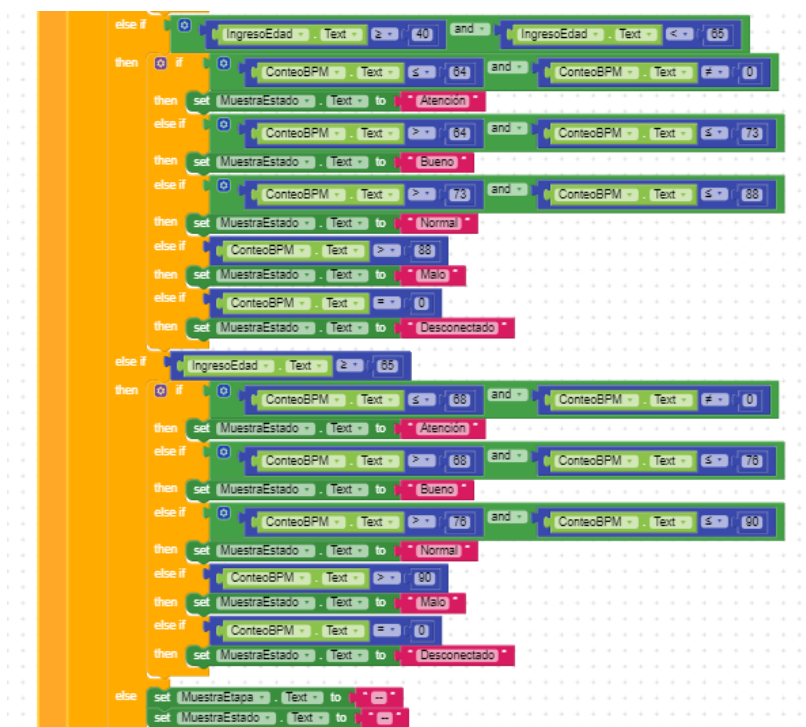 else if IngresoEdad . Text ≥ 40 and IngresoEdad . Text < 65
then if ConteoBPM . Text ≤ 64 and ConteoBPM . Text ≠ 0
then set MuestraEstado . Text to " Atención "
else if ConteoBPM . Text > 64 and ConteoBPM . Text ≤ 73
then set MuestraEstado . Text to " Bueno "
else if ConteoBPM . Text > 73 and ConteoBPM . Text ≤ 88
then set MuestraEstado . Text to " Normal "
else if ConteoBPM . Text > 88
then set MuestraEstado . Text to " Malo "
else if ConteoBPM . Text = 0
then set MuestraEstado . Text to " Desconectado "
else if IngresoEdad . Text ≥ 65
then if ConteoBPM . Text ≤ 68 and ConteoBPM . Text ≠ 0
then set MuestraEstado . Text to " Atención "
else if ConteoBPM . Text > 68 and ConteoBPM . Text ≤ 76
then set MuestraEstado . Text to " Bueno "
else if ConteoBPM . Text > 76 and ConteoBPM . Text ≤ 90
then set MuestraEstado . Text to " Normal "
else if ConteoBPM . Text > 90
then set MuestraEstado . Text to " Malo "
else if ConteoBPM . Text = 0
then set MuestraEstado . Text to " Desconectado "
else set MuestraEtapa . Text to " -- "
set MuestraEstado . Text to " -- "